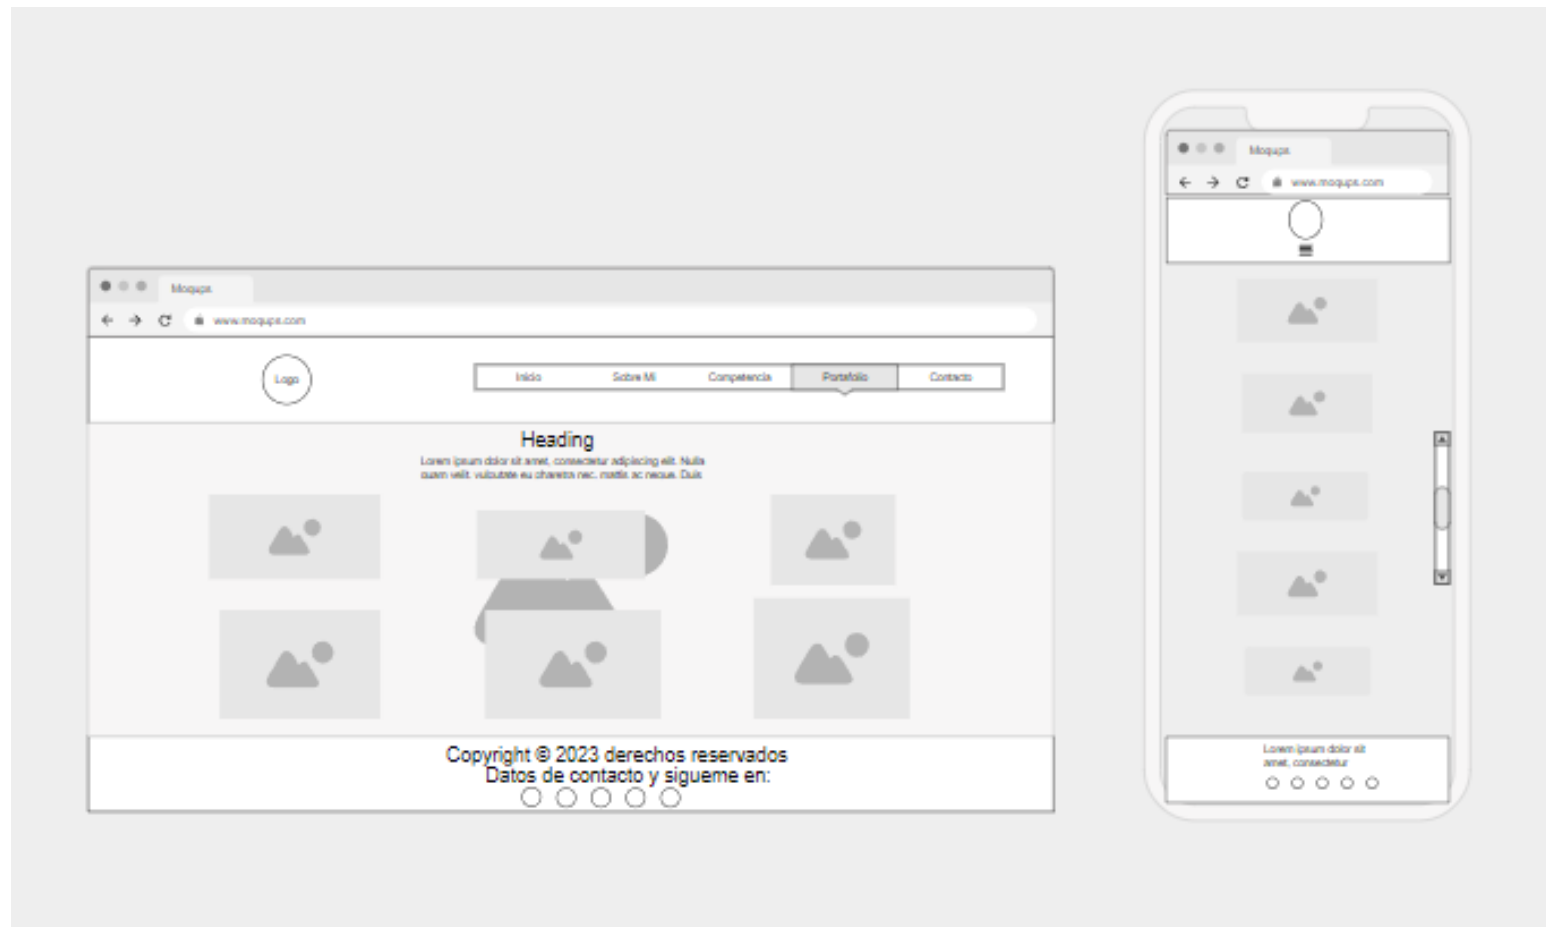 Moqups
www.moqups.com
Logo
Inicio
Sobre Mi
Competencia
Portafolio
Contacto
Heading
Lorem ipsum dolor sit amet, consectetur adipiscing elit. Nulla
quam velit, vulputate eu pharetra nec, mattis ac neque. Duis
Copyright © 2023 derechos reservados
Datos de contacto y sigueme en:
Moqups
www.moqups.com
Lorem ipsum dolor sit
amet, consectetur